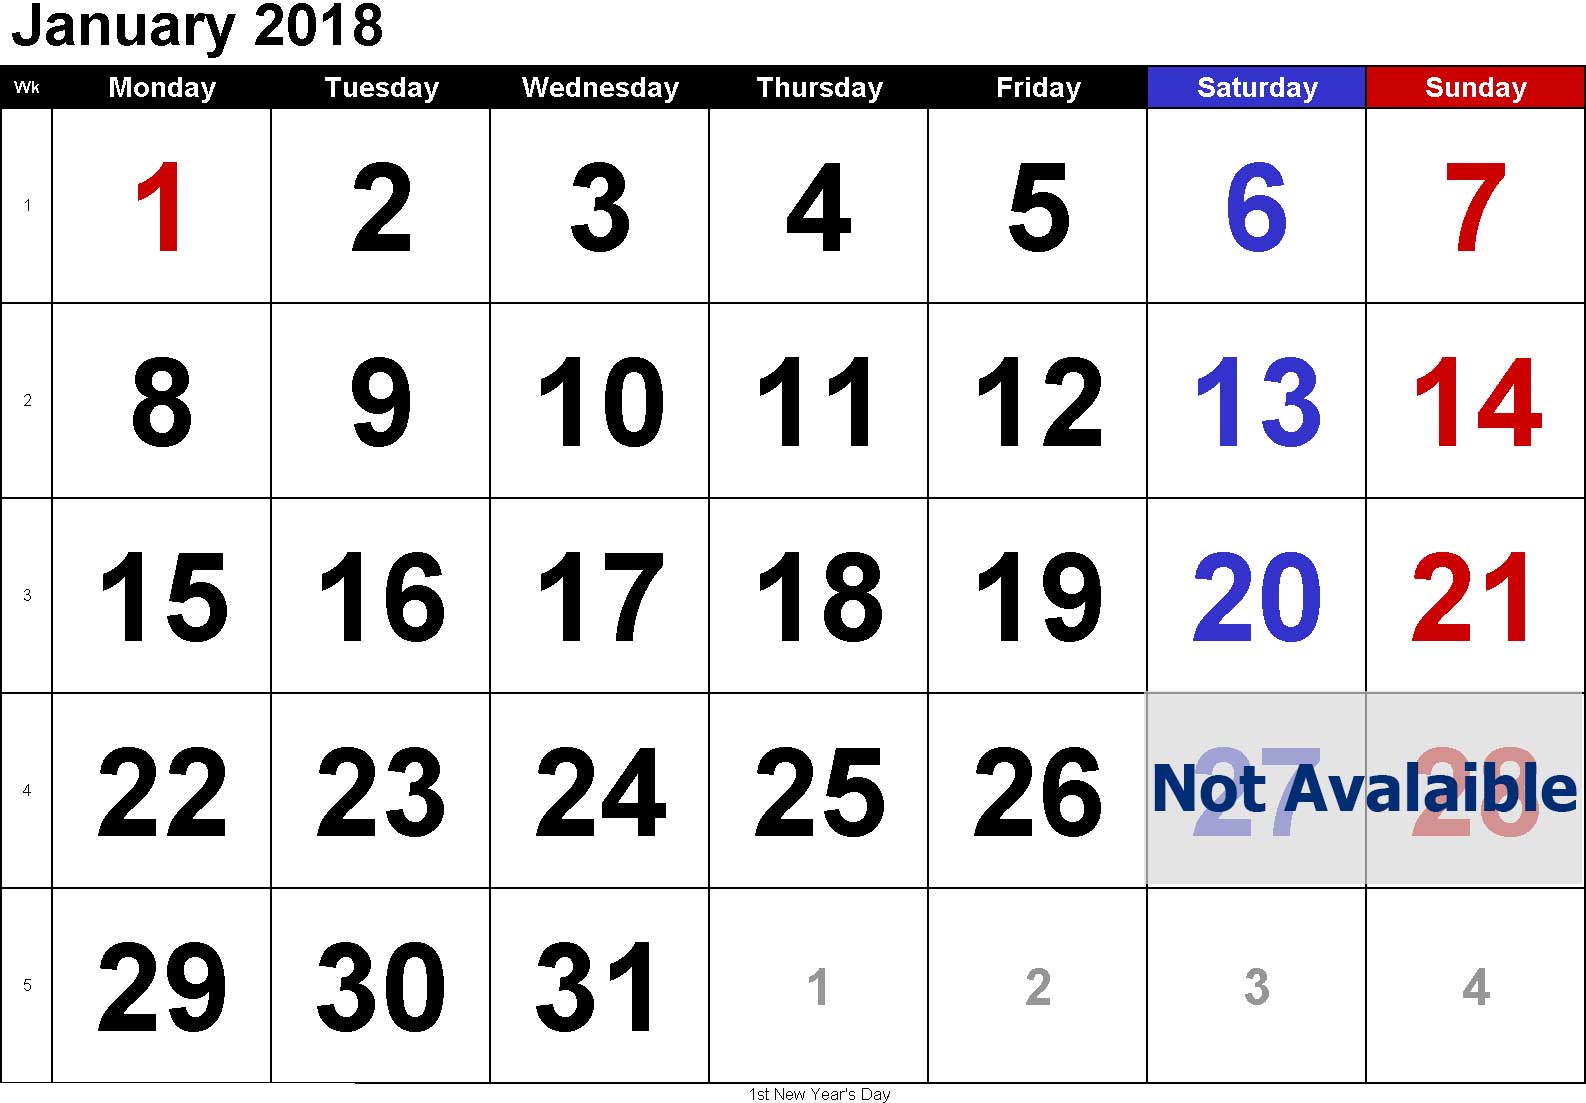 January 2018
Wk Monday Tuesday Wednesday Thursday Friday Saturday Sunday
1 1 2 3 4 5 6 7
2 8 9 10 11 12 13 14
3 15 16 17 18 19 20 21
4 22 23 24 25 26 27 28
Not Avalaible
5 29 30 31 1 2 3 4
1st New Year's Day